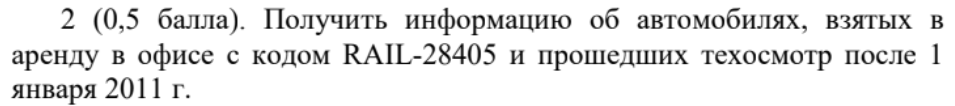 2 (0,5 балла). Получить информацию об автомобилях, взятых в
аренду в офисе с кодом RAIL-28405 и прошедших техосмотр после 1
января 2011 г.